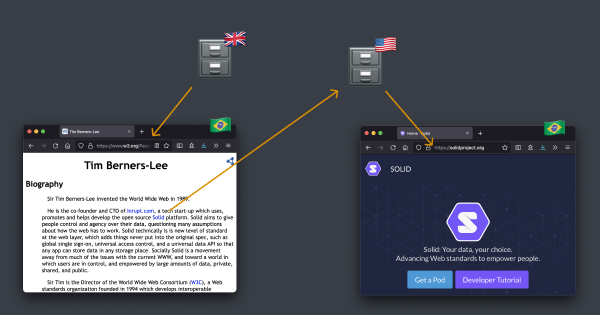 Tim Berners-Lee
https://www.w3.org/Peop
Tim Berners-Lee
Biography
Sir Tim Berners-Lee invented the World Wide Web in 1989.
He is the co-founder and CTO of Inrupt.com, a tech start-up which uses,
promotes and helps develop the open source Solid platform. Solid aims to give
people control and agency over their data, questioning many assumptions
about how the web has to work. Solid technically is a new level of standard
at the web layer, which adds things never put into the original spec, such as
global single sign-on, universal access control, and a universal data API so that
any app can store data in any storage place. Socially Solid is a movement
away from much of the issues with the current WWW, and toward a world in
which users are in control, and empowered by large amounts of data, private,
shared, and public.
Sir Tim is the Director of the World Wide Web Consortium (W3C), a Web
standards organization founded in 1994 which develops interoperable
Home
https://solidproject.org
SOLID
Solid: Your data, your choice.
Advancing Web standards to empower people.
Get a Pod
Developer Tutorial